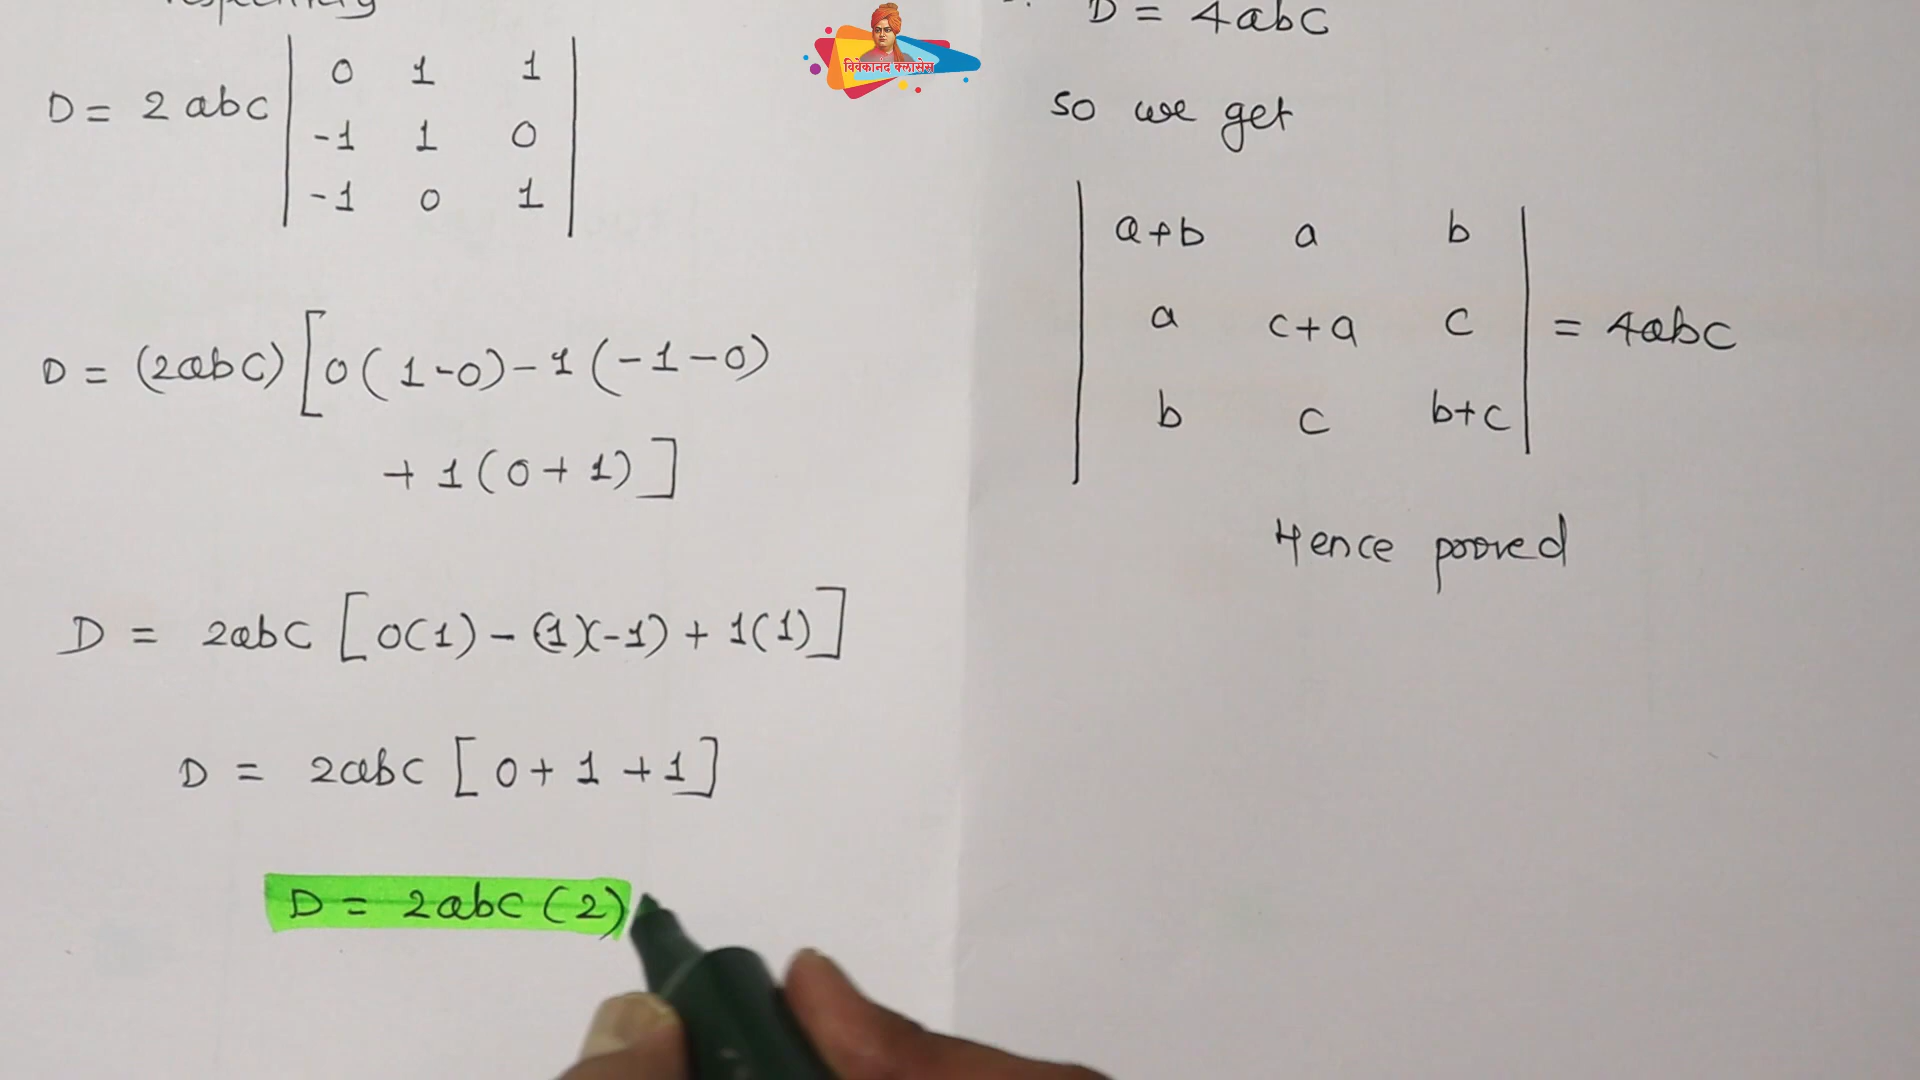 D = 2abc | 0 1 1 |
| -1 1 0 |
| -1 0 1 |
D = (2abc) [0(1-0)-1(-1-0)
+ 1(0+1)]
D = 2abc [0(1)-(1)(-1)+1(1)]
D = 2abc [0+1+1]
D = 2abc(2)
विवेकानंद क्लासेस
D = 4abc
so we get
| a+b a b |
| a c+a c | = 4abc
| b c b+c |
Hence proved